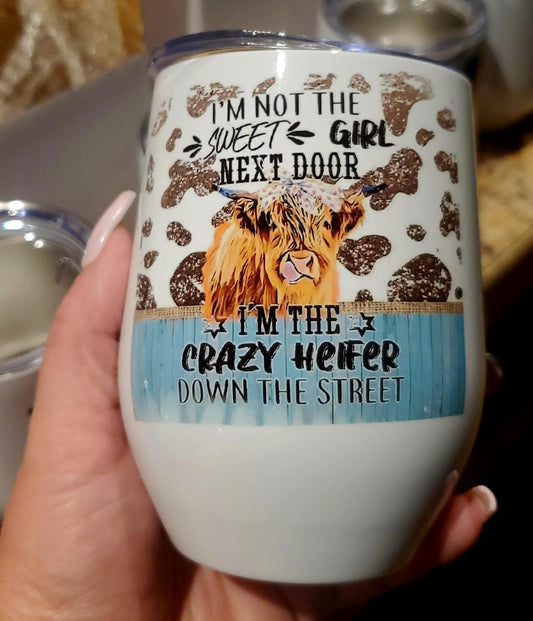 I'M NOT THE
SWEET GIRL
NEXT DOOR
I'M THE
CRAZY HEIFER
DOWN THE STREET